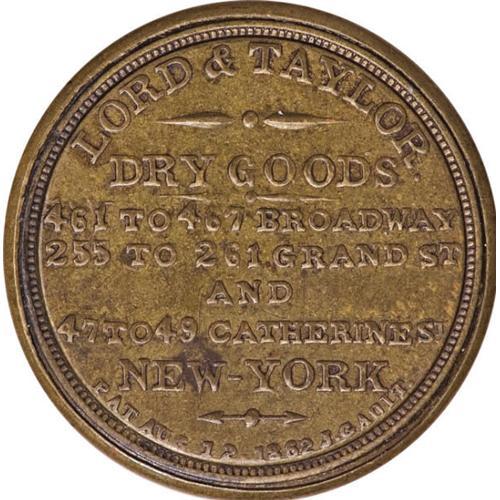 LORD & TAYLOR.
DRY GOODS
461 TO 467 BROADWAY
255 TO 261. GRAND ST
AND
47 TO 49 CATHERINE ST
NEW-YORK
PAT. AUG. 12. 1862 J. GAULT